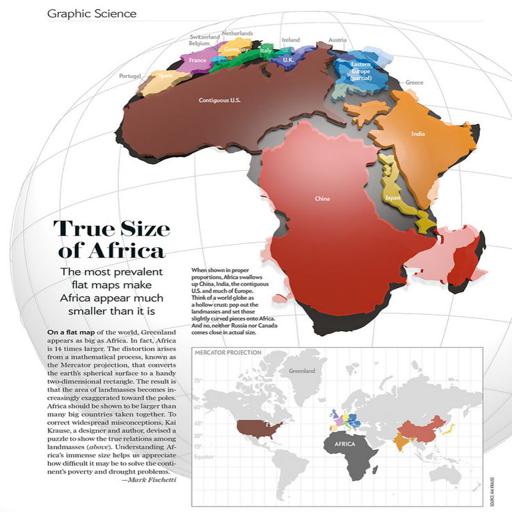 Graphic Science
Netherlands
Switzerland
Belgium
Ireland
Austria
Germany
Italy
France
U.K.
Eastern
Europe
(partial)
Portugal
Spain
Greece
Contiguous U.S.
India
China
Japan
True Size
of Africa
The most prevalent
flat maps make
Africa appear much
smaller than it is
When shown in proper
proportions, Africa swallows
up China, India, the contiguous
U.S. and much of Europe.
Think of a world globe as
a hollow crust: pop out the
landmasses and set those
slightly curved pieces onto Africa.
And no, neither Russia nor Canada
comes close in actual size.
On a flat map of the world, Greenland
appears as big as Africa. In fact, Africa
is 14 times larger. The distortion arises
from a mathematical process, known as
the Mercator projection, that converts
the earth's spherical surface to a handy
two-dimensional rectangle. The result is
that the area of landmasses becomes in-
creasingly exaggerated toward the poles.
Africa should be shown to be larger than
many big countries taken together. To
correct widespread misconceptions, Kai
Krause, a designer and author, devised a
puzzle to show the true relations among
landmasses (above). Understanding Af-
rica's immense size helps us appreciate
how difficult it may be to solve the conti-
nent's poverty and drought problems.
—Mark Fischetti
MERCATOR PROJECTION
Greenland
AFRICA
Equator